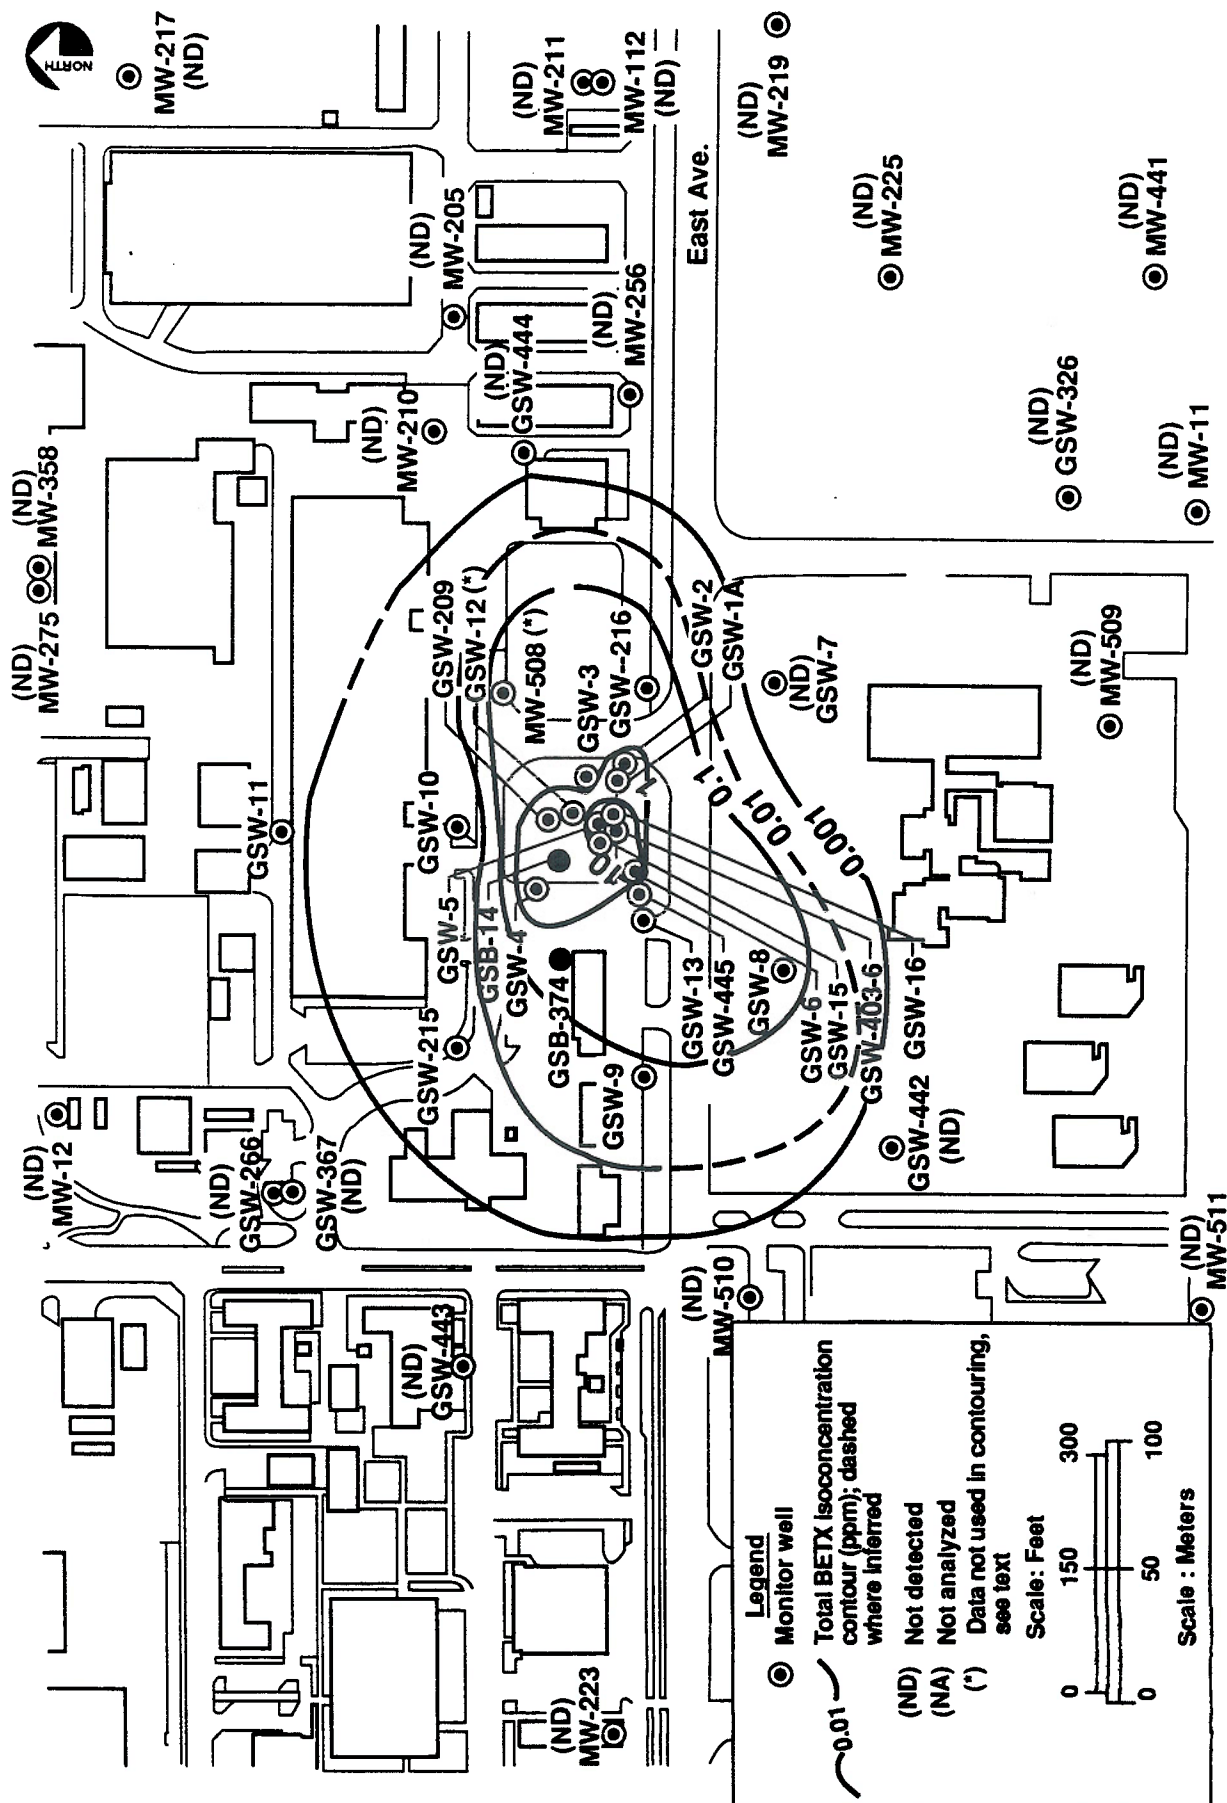 NORTH
MW-217
(ND)
(ND)
MW-211
MW-112
(ND)
(ND)
MW-219
East Ave.
(ND)
MW-205
(ND)
MW-225
(ND)
MW-441
(ND)
MW-256
(ND)
GSW-444
(ND)
MW-210
(ND)
GSW-326
(ND)
MW-11
(ND)
MW-358
(ND)
MW-275
GSW-209
GSW-12 (*)
MW-508 (*)
GSW-3
GSW--216
GSW-2
GSW-1A
(ND)
GSW-7
(ND)
MW-509
GSW-11
GSW-10
GSW-5
GSB-14
GSW-4
GSB-374
GSW-215
GSW-9
GSW-13
GSW-445
GSW-8
GSW-6
GSW-15
GSW-403-6
GSW-16
GSW-442
(ND)
10
1
0.1
0.01
0.001
(ND)
MW-12
(ND)
GSW-266
GSW-367
(ND)
(ND)
GSW-443
(ND)
MW-510
(ND)
MW-511
(ND)
MW-223
Legend
Monitor well
0.01
Total BETX isoconcentration
contour (ppm); dashed
where inferred
(ND) Not detected
(NA) Not analyzed
(*) Data not used in contouring,
see text
Scale: Feet
0 150 300
0 50 100
Scale : Meters